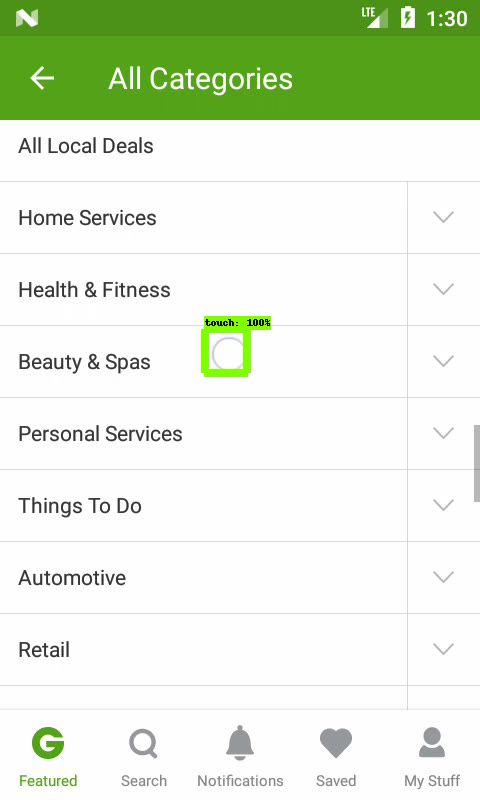 LTE 1:30
All Categories
All Local Deals
Home Services
Health & Fitness
touch: 100%
Beauty & Spas
Personal Services
Things To Do
Automotive
Retail
Featured Search Notifications Saved My Stuff